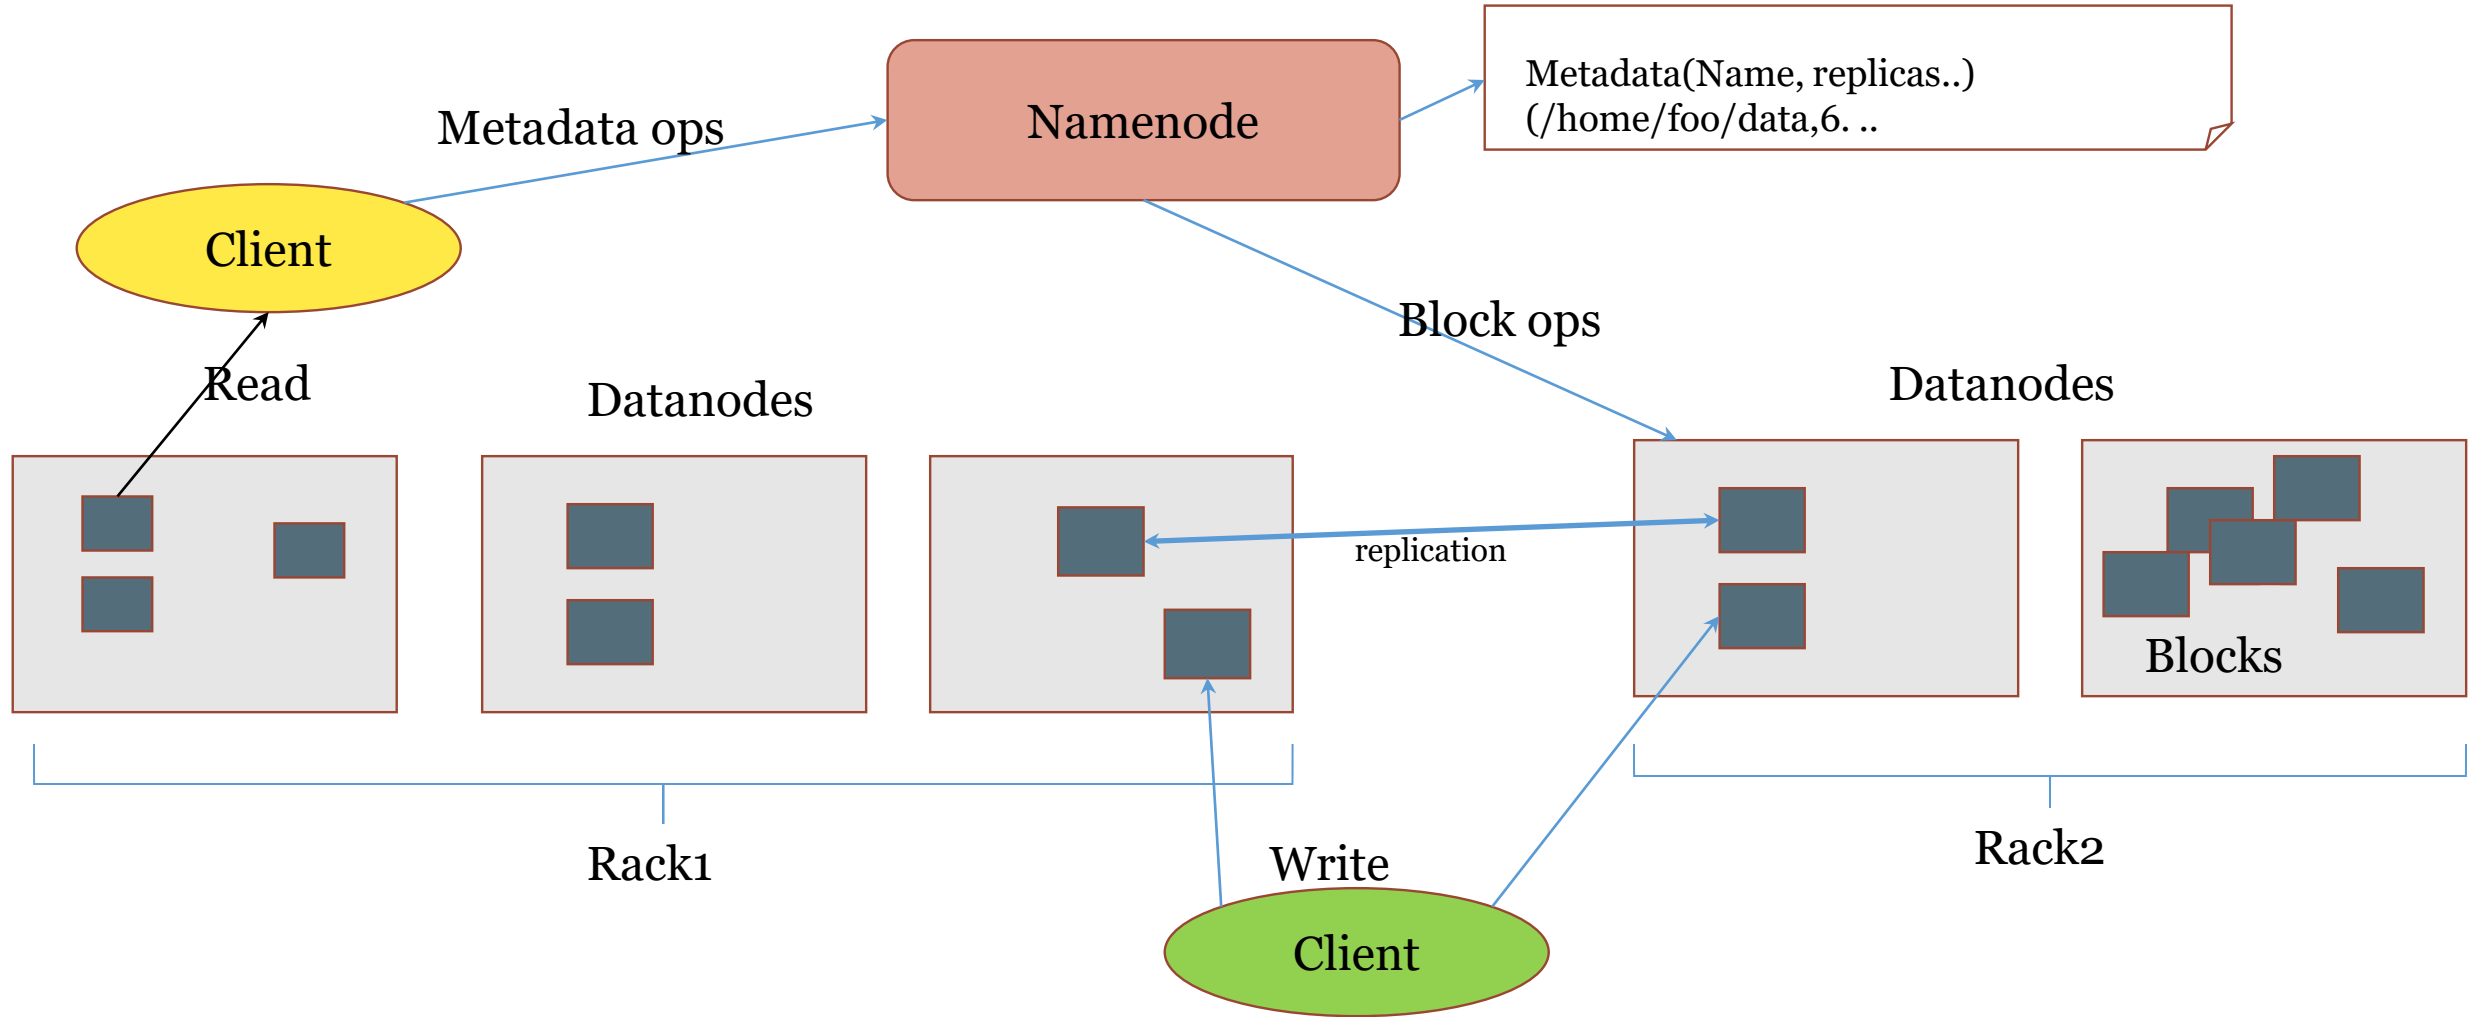 Metadata(Name, replicas..)
(/home/foo/data,6. ..
Namenode
Metadata ops
Client
Block ops
Read
Datanodes
Datanodes
replication
Blocks
Rack1
Write
Rack2
Client